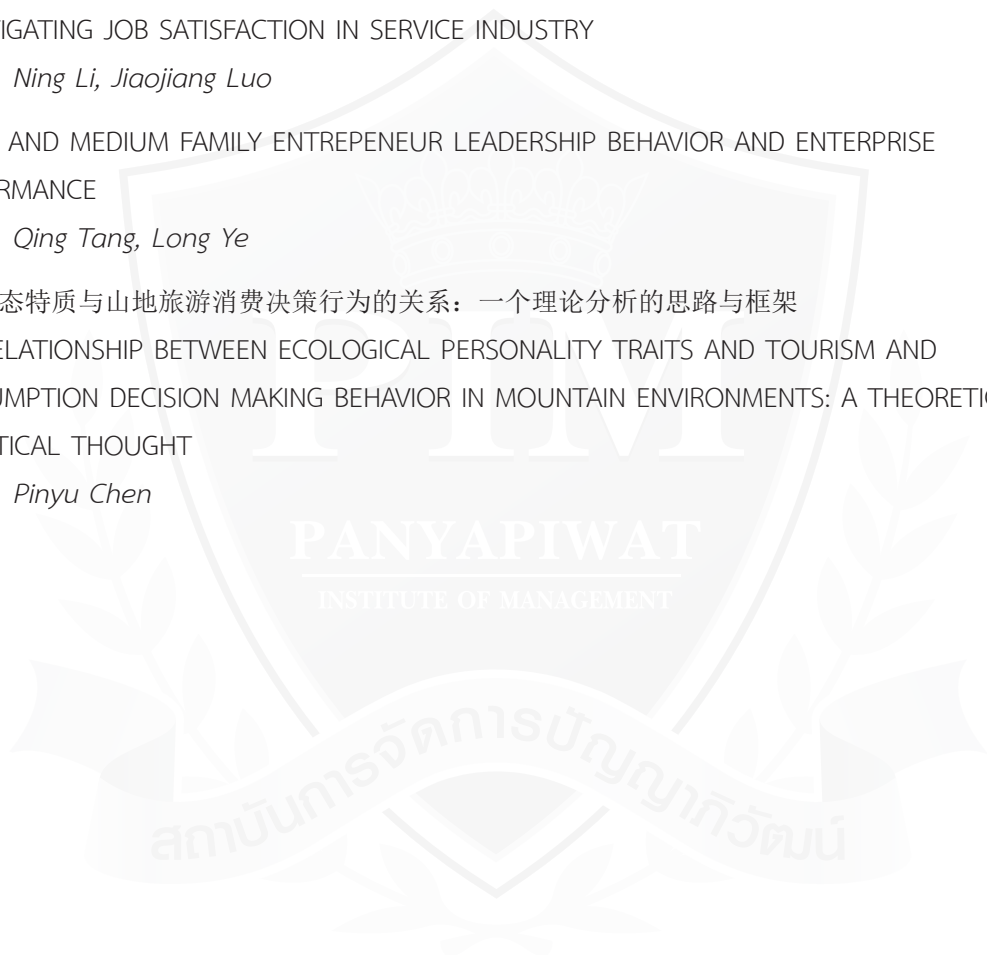 IGATING JOB SATISFACTION IN SERVICE INDUSTRY
Ning Li, Jiaojiang Luo
AND MEDIUM FAMILY ENTREPENEUR LEADERSHIP BEHAVIOR AND ENTERPRISE
RMANCE
Qing Tang, Long Ye
态特质与山地旅游消费决策行为的关系：一个理论分析的思路与框架
ELATIONSHIP BETWEEN ECOLOGICAL PERSONALITY TRAITS AND TOURISM AND
UMPTION DECISION MAKING BEHAVIOR IN MOUNTAIN ENVIRONMENTS: A THEORETIC
TICAL THOUGHT
Pinyu Chen
PIM
PANYAPIWAT
INSTITUTE OF MANAGEMENT
สถาบันการจัดการปัญญาภิวัฒน์